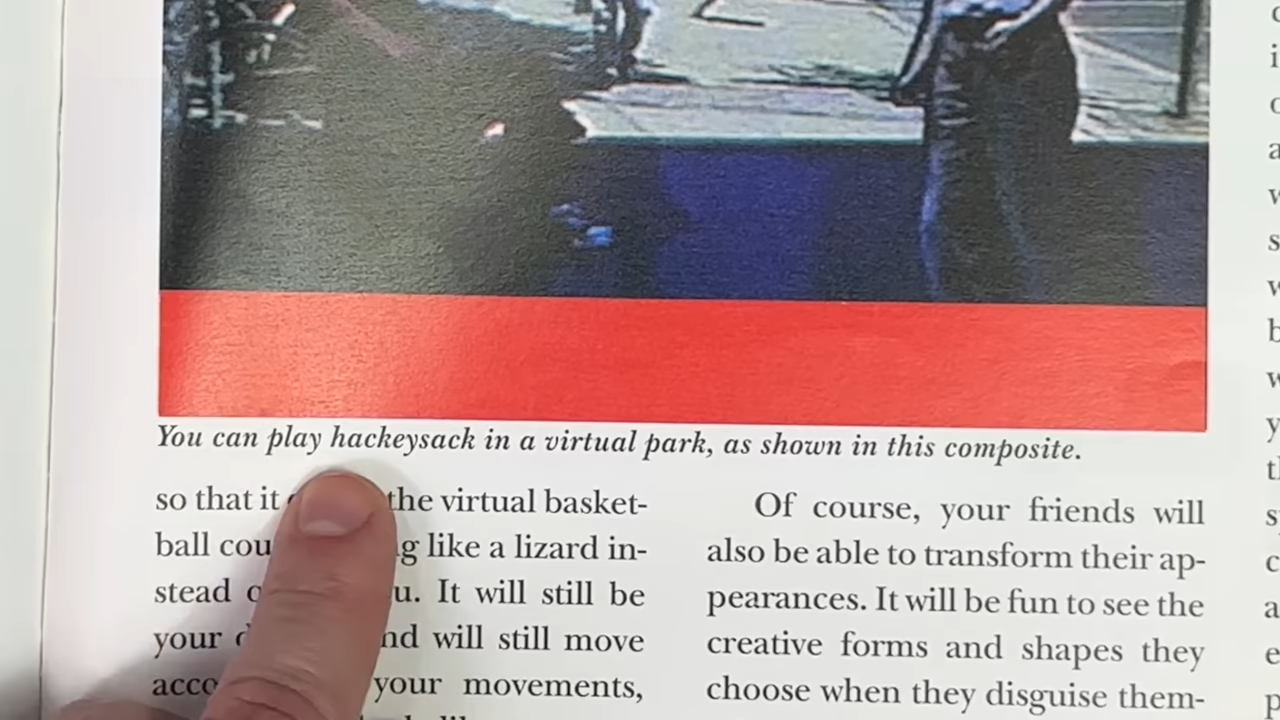 You can play hackeysack in a virtual park, as shown in this composite.
so that it the virtual basket-
ball like a lizard in-
stead It will still be
your and will still move
your movements,
Of course, your friends will
also be able to transform their ap-
pearances. It will be fun to see the
creative forms and shapes they
choose when they disguise them-